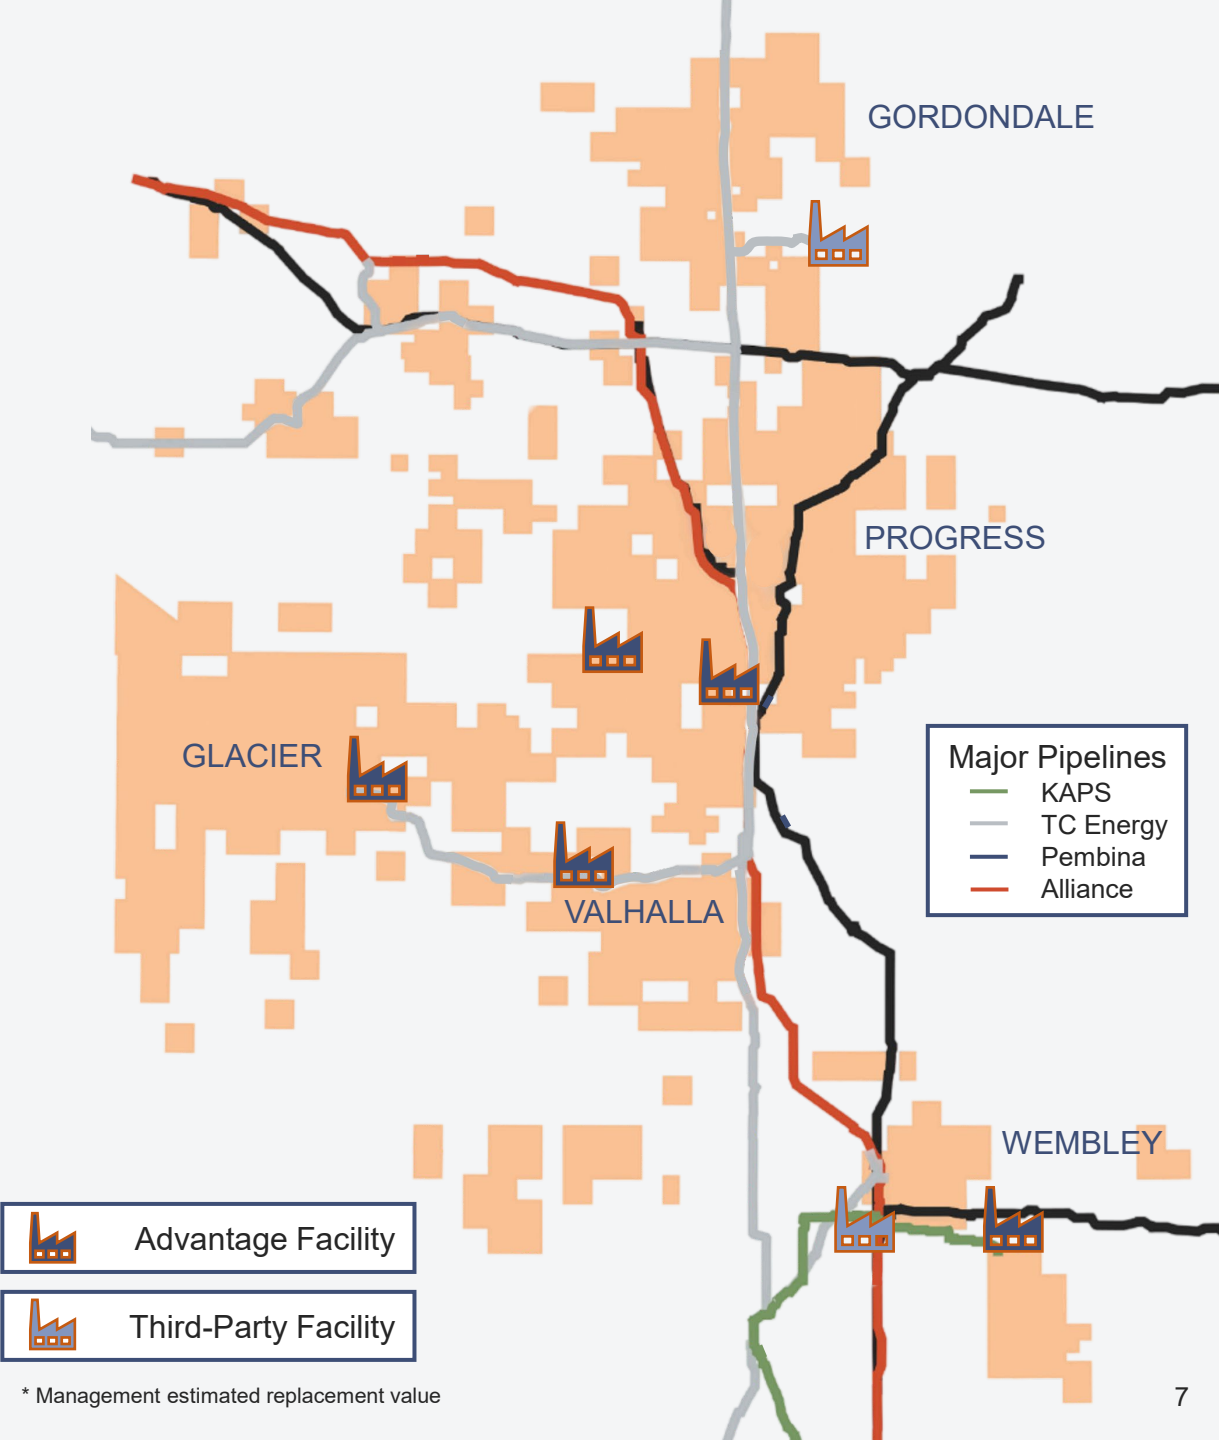 GORDONDALE
PROGRESS
GLACIER
Major Pipelines
KAPS
TC Energy
Pembina
Alliance
VALHALLA
WEMBLEY
Advantage Facility
Third-Party Facility
* Management estimated replacement value
7